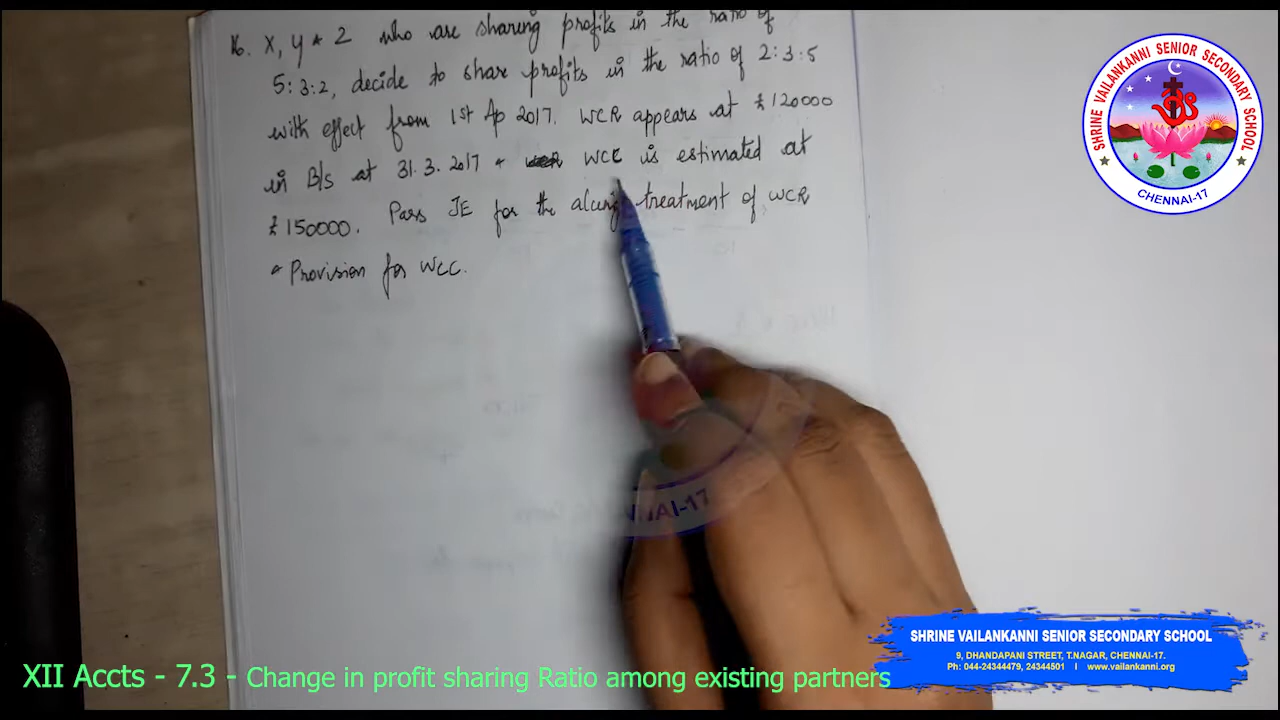 16. X, Y & Z who are sharing profits in the ratio of
5:3:2, decide to share profits in the ratio of 2:3:5
with effect from 1st Ap 2017. WCR appears at ₹120000
in B/s at 31.3.2017 & WCC is estimated at
₹150000. Pass JE for the treatment of WCR
& Provision for WCC.
SHRINE VAILANKANNI SENIOR SECONDARY SCHOOL
CHENNAI-17
NAI-17
SHRINE VAILANKANNI SENIOR SECONDARY SCHOOL
9, DHANDAPANI STREET, T.NAGAR, CHENNAI-17.
Ph: 044-24344479, 24344501 I www.vailankanni.org
XII Accts - 7.3 - Change in profit sharing Ratio among existing partners